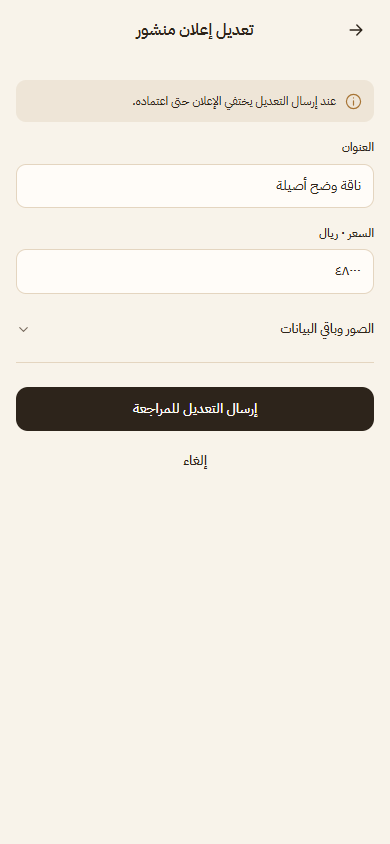 تعديل إعلان منشور
عند إرسال التعديل يختفي الإعلان حتى اعتماده.
العنوان
ناقة وضح أصيلة
السعر · ريال
٤٨٠٠٠
الصور وباقي البيانات
إرسال التعديل للمراجعة
إلغاء